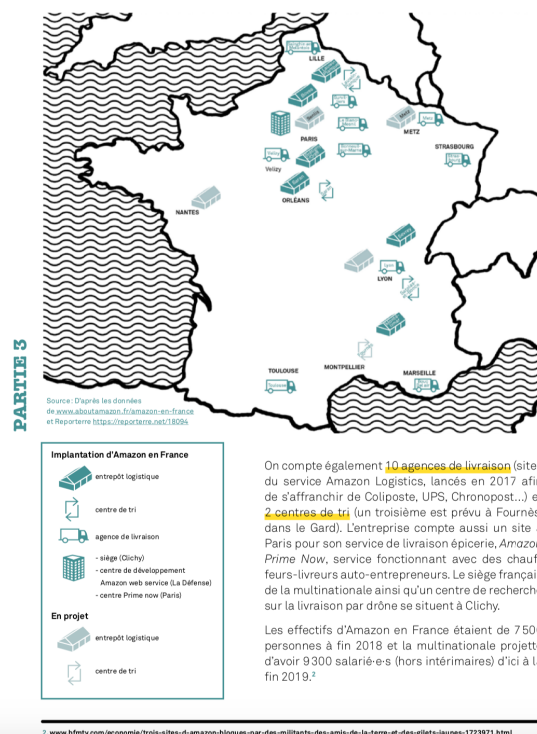 LILLE
PARIS
METZ
Metz
STRASBOURG
Velizy
Velizy
ORLÉANS
NANTES
LYON
TOULOUSE
MONTPELLIER
MARSEILLE
PARTIE 3
Source : D'après les données
de www.aboutamazon.fr/amazon-en-france
et Reporterre https://reporterre.net/18094
Implantation d'Amazon en France
entrepôt logistique
centre de tri
agence de livraison
- siège (Clichy)
- centre de développement
Amazon web service (La Défense)
- centre Prime now (Paris)
En projet
entrepôt logistique
centre de tri
On compte également 10 agences de livraison (site
du service Amazon Logistics, lancés en 2017 afi
de s'affranchir de Coliposte, UPS, Chronopost…) e
2 centres de tri (un troisième est prévu à Fournès
dans le Gard). L'entreprise compte aussi un site
Paris pour son service de livraison épicerie, Amazo
Prime Now, service fonctionnant avec des chauf
feurs-livreurs auto-entrepreneurs. Le siège françai
de la multinationale ainsi qu'un centre de recherch
sur la livraison par drône se situent à Clichy.
Les effectifs d'Amazon en France étaient de 7 500
personnes à fin 2018 et la multinationale projett
d'avoir 9 300 salarié·e·s (hors intérimaires) d'ici à l
fin 2019.²
2 www.bfmtv.com/economie/trois-sites-d-amazon-bloques-par-des-militants-des-amis-de-la-terre-et-des-gilets-jaunes-1723971.html